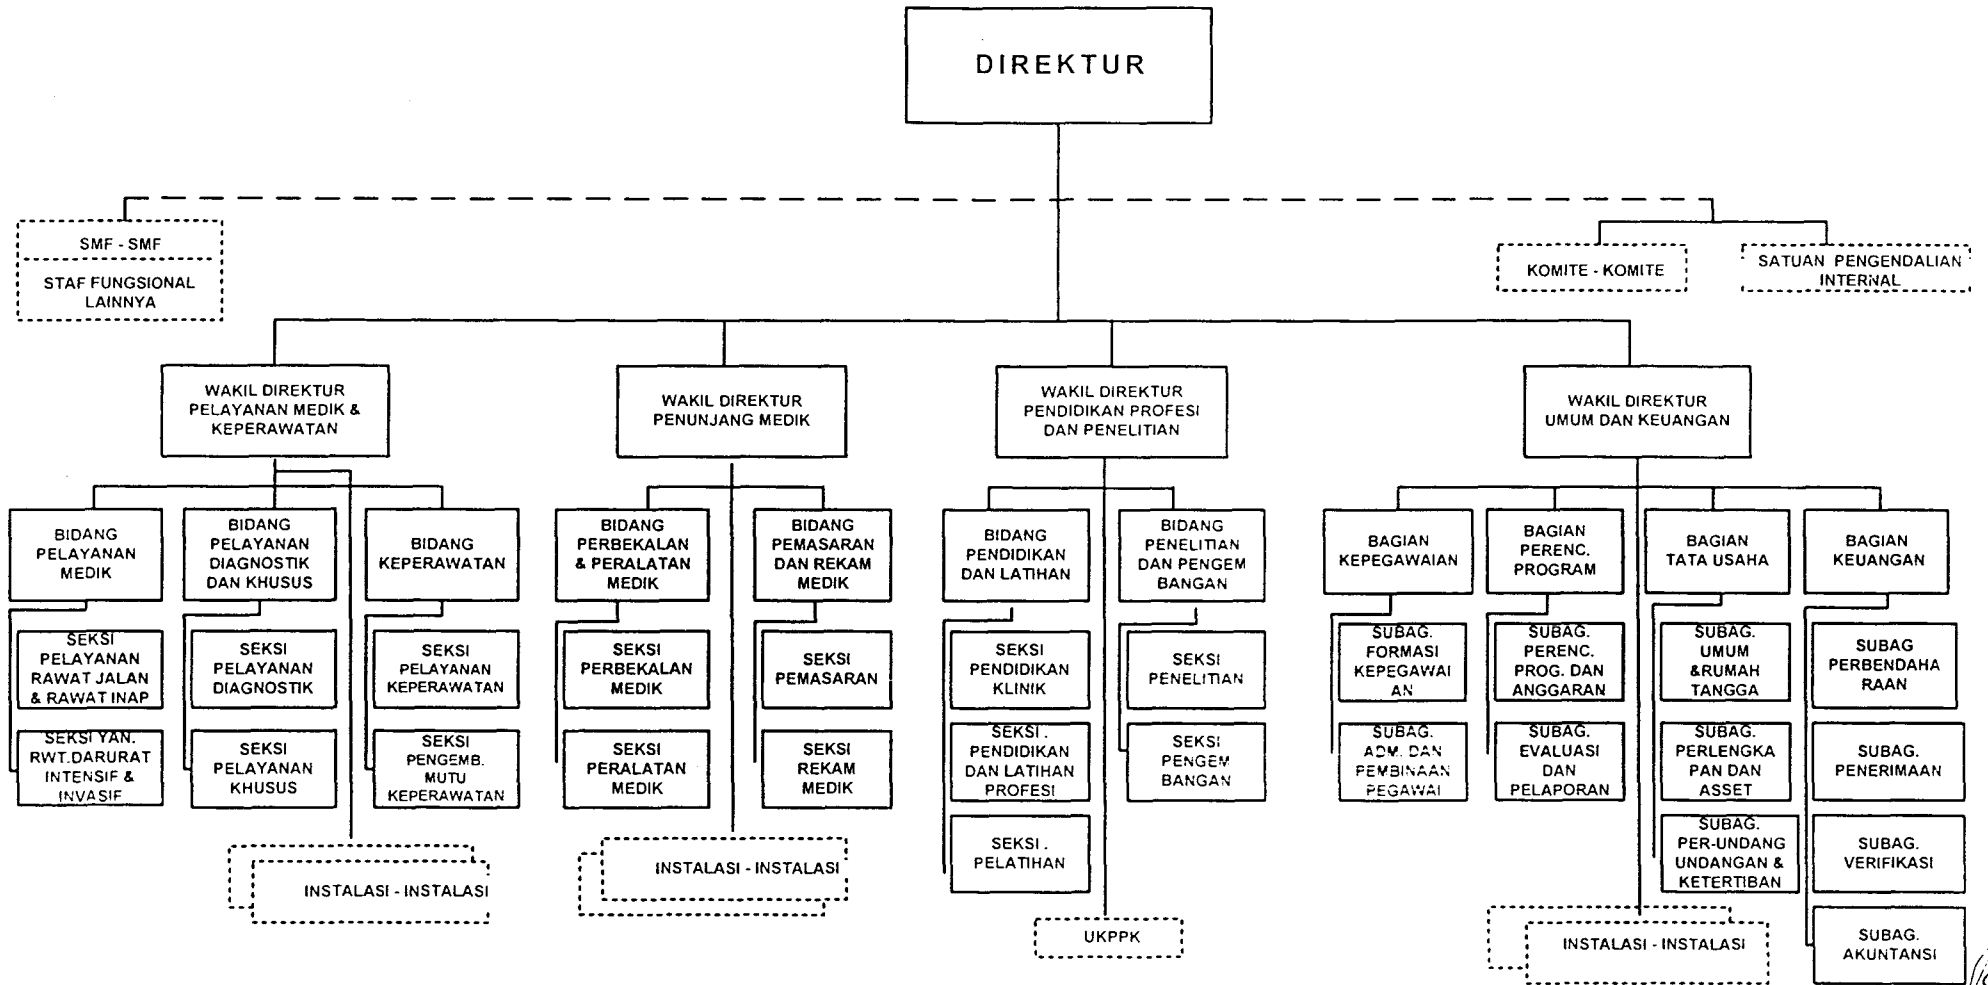 DIREKTUR
SMF - SMF
STAF FUNGSIONAL
LAINNYA
KOMITE - KOMITE
SATUAN PENGENDALIAN
INTERNAL
WAKIL DIREKTUR
PELAYANAN MEDIK &
KEPERAWATAN
WAKIL DIREKTUR
PENUNJANG MEDIK
WAKIL DIREKTUR
PENDIDIKAN PROFESI
DAN PENELITIAN
WAKIL DIREKTUR
UMUM DAN KEUANGAN
BIDANG
PELAYANAN
MEDIK
BIDANG
PELAYANAN
DIAGNOSTIK
DAN KHUSUS
BIDANG
KEPERAWATAN
BIDANG
PERBEKALAN
& PERALATAN
MEDIK
BIDANG
PEMASARAN
DAN REKAM
MEDIK
BIDANG
PENDIDIKAN
DAN LATIHAN
BIDANG
PENELITIAN
DAN PENGEM
BANGAN
BAGIAN
KEPEGAWAIAN
BAGIAN
PERENC.
PROGRAM
BAGIAN
TATA USAHA
BAGIAN
KEUANGAN
SEKSI
PELAYANAN
RAWAT JALAN
& RAWAT INAP
SEKSI
PELAYANAN
DIAGNOSTIK
SEKSI
PELAYANAN
KEPERAWATAN
SEKSI
PERBEKALAN
MEDIK
SEKSI
PEMASARAN
SEKSI
PENDIDIKAN
KLINIK
SEKSI
PENELITIAN
SUBAG.
FORMASI
KEPEGAWAI
AN
SUBAG.
PERENC.
PROG. DAN
ANGGARAN
SUBAG.
UMUM
&RUMAH
TANGGA
SUBAG
PERBENDAHA
RAAN
SEKSI YAN.
RWT.DARURAT
INTENSIF &
INVASIF
SEKSI
PELAYANAN
KHUSUS
SEKSI
PENGEMB.
MUTU
KEPERAWATAN
SEKSI
PERALATAN
MEDIK
SEKSI
REKAM
MEDIK
SEKSI .
PENDIDIKAN
DAN LATIHAN
PROFESI
SEKSI
PENGEM
BANGAN
SUBAG.
ADM. DAN
PEMBINAAN
PEGAWAI
SUBAG.
EVALUASI
DAN
PELAPORAN
SUBAG.
PERLENGKA
PAN DAN
ASSET
SUBAG.
PENERIMAAN
SEKSI .
PELATIHAN
SUBAG.
PER-UNDANG
UNDANGAN &
KETERTIBAN
SUBAG.
VERIFIKASI
INSTALASI - INSTALASI
INSTALASI - INSTALASI
UKPPK
INSTALASI - INSTALASI
SUBAG.
AKUNTANSI